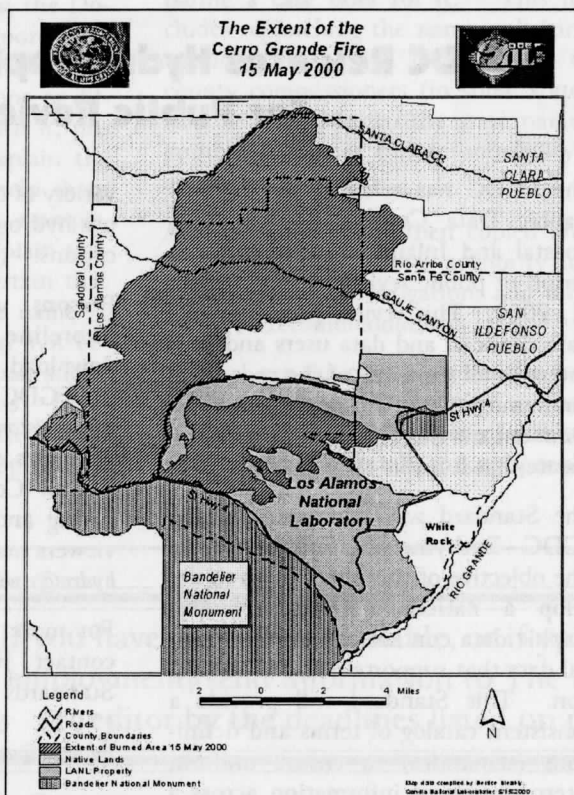 The Extent of the
Cerro Grande Fire
15 May 2000
SANTA CLARA CR
SANTA
CLARA
PUEBLO
Sandoval County
Los Alamos County
Rio Arriba County
Santa Fe County
GUAJE CANYON
SAN
ILDEFONSO
PUEBLO
St Hwy 4
Los Alamos
National
Laboratory
St Hwy 4
White
Rock
RIO GRANDE
Bandelier
National
Monument
2 0 2 4 Miles
N
Legend
Rivers
Roads
County Boundaries
Extent of Burned Area 15 May 2000
Native Lands
LANL Property
Bandelier National Monument